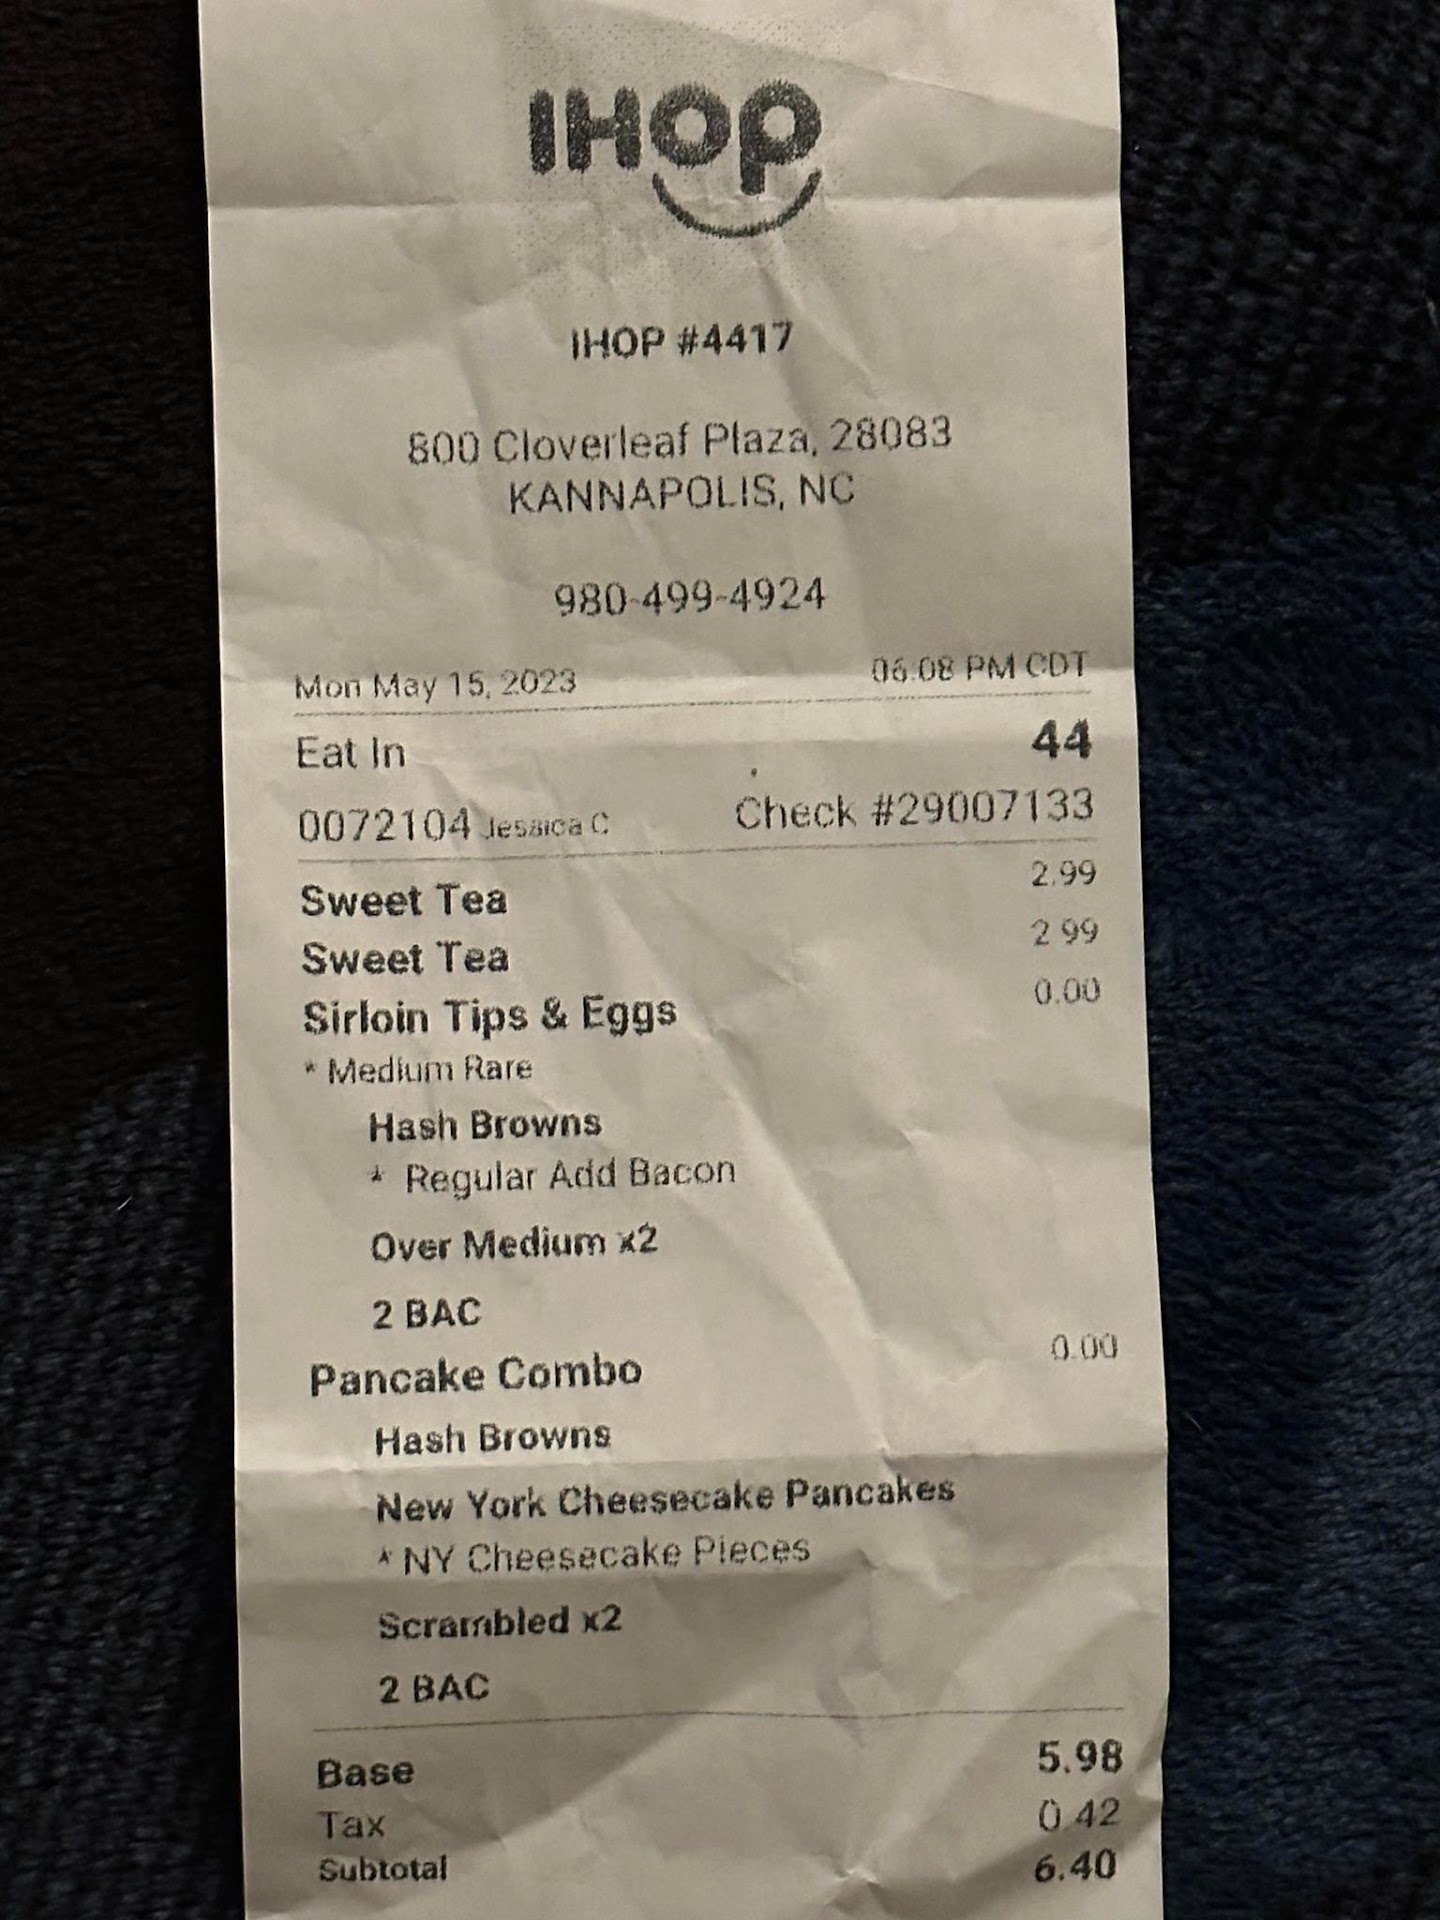 IHOP
IHOP #4417
800 Cloverleaf Plaza, 28083
KANNAPOLIS, NC
980-499-4924
Mon May 15, 2023 06:08 PM CDT
Eat In 44
0072104 Jesaica C Check #29007133
Sweet Tea 2.99
Sweet Tea 2.99
Sirloin Tips & Eggs 0.00
* Medium Rare
Hash Browns
* Regular Add Bacon
Over Medium x2
2 BAC
Pancake Combo 0.00
Hash Browns
New York Cheesecake Pancakes
* NY Cheesecake Pieces
Scrambled x2
2 BAC
Base 5.98
Tax 0.42
Subtotal 6.40